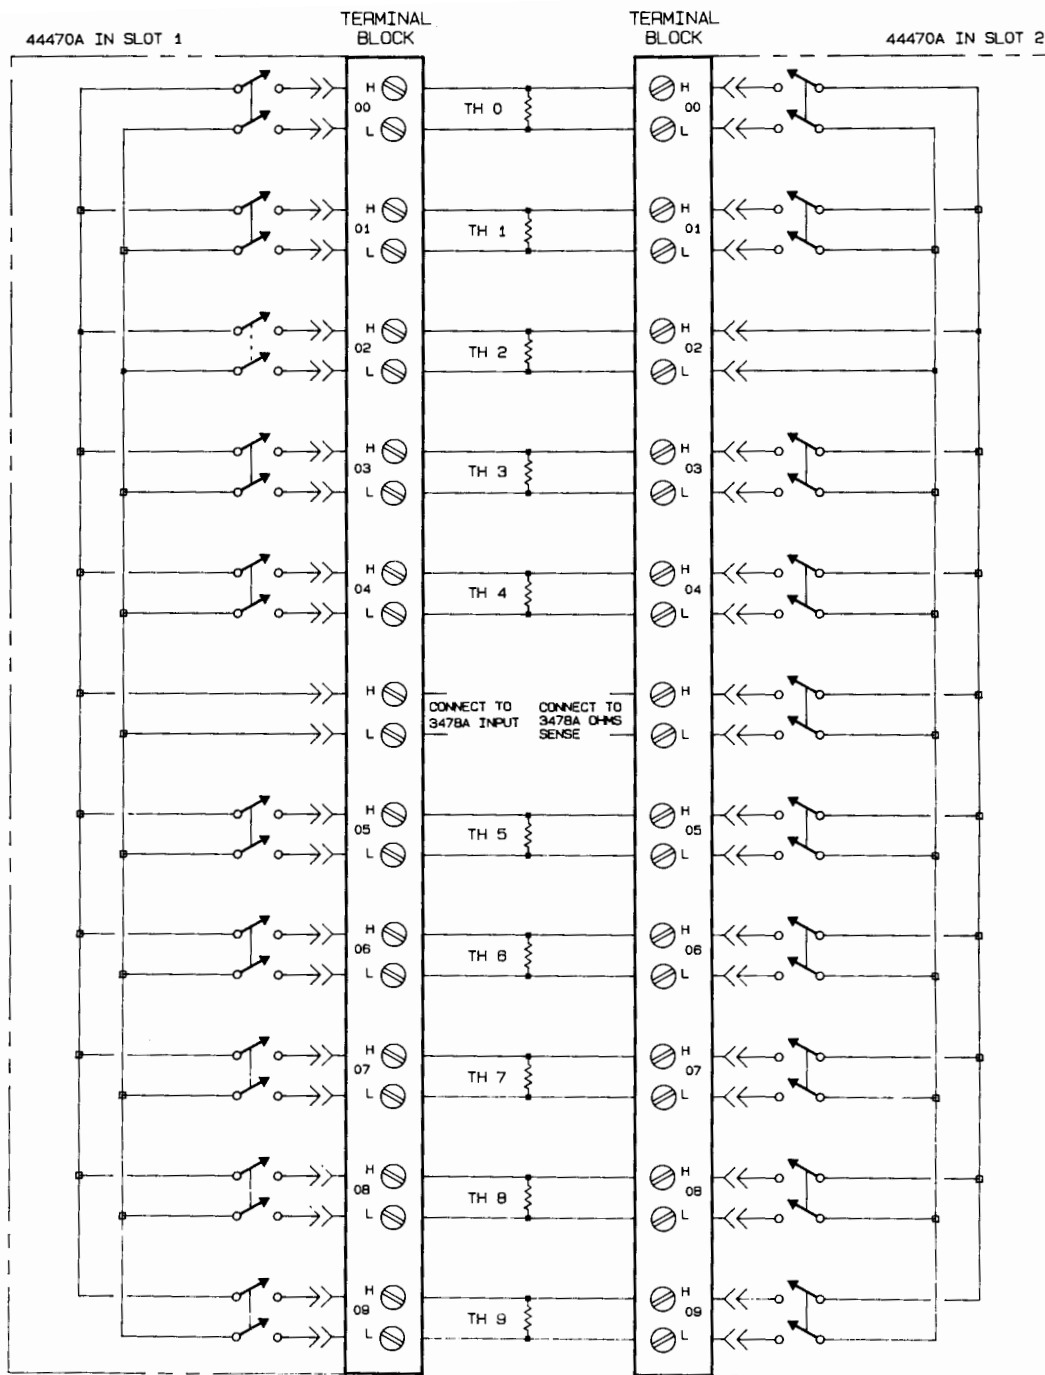 44470A IN SLOT 1
TERMINAL
BLOCK
TERMINAL
BLOCK
44470A IN SLOT 2
H
00
L
TH 0
H
00
L
H
01
L
TH 1
H
01
L
H
02
L
TH 2
H
02
L
H
03
L
TH 3
H
03
L
H
04
L
TH 4
H
04
L
H
L
CONNECT TO
3478A INPUT
CONNECT TO
3478A OHMS
SENSE
H
L
H
05
L
TH 5
H
05
L
H
06
L
TH 6
H
06
L
H
07
L
TH 7
H
07
L
H
08
L
TH 8
H
08
L
H
09
L
TH 9
H
09
L